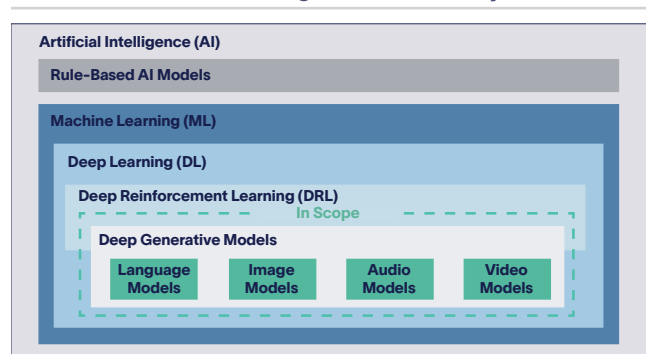 Artificial Intelligence (AI)
Rule-Based AI Models
Machine Learning (ML)
Deep Learning (DL)
Deep Reinforcement Learning (DRL)
In Scope
Deep Generative Models
Language Models
Image Models
Audio Models
Video Models